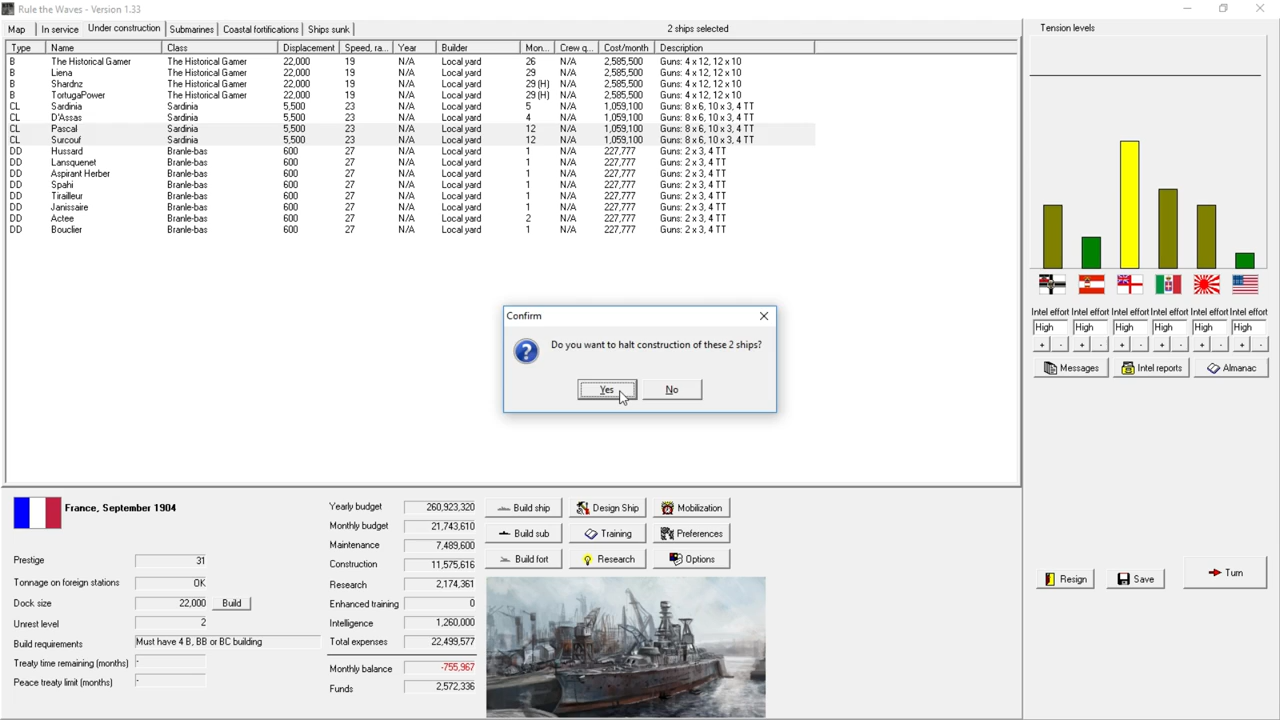 Rule the Waves - Version 1.33
Map In service Under construction Submarines Coastal fortifications Ships sunk 2 ships selected
Type Name Class Displacement Speed, ra... Year Builder Mon... Crew q... Cost/month Description
B The Historical Gamer The Historical Gamer 22,000 19 N/A Local yard 26 N/A 2,585,500 Guns: 4 x 12, 12 x 10
B Liena The Historical Gamer 22,000 19 N/A Local yard 29 N/A 2,585,500 Guns: 4 x 12, 12 x 10
B Shardnz The Historical Gamer 22,000 19 N/A Local yard 29 (H) N/A 2,585,500 Guns: 4 x 12, 12 x 10
B TortugaPower The Historical Gamer 22,000 19 N/A Local yard 29 (H) N/A 2,585,500 Guns: 4 x 12, 12 x 10
CL Sardinia Sardinia 5,500 23 N/A Local yard 5 N/A 1,059,100 Guns: 8 x 6, 10 x 3, 4 TT
CL D'Assas Sardinia 5,500 23 N/A Local yard 4 N/A 1,059,100 Guns: 8 x 6, 10 x 3, 4 TT
CL Pascal Sardinia 5,500 23 N/A Local yard 12 N/A 1,059,100 Guns: 8 x 6, 10 x 3, 4 TT
CL Surcouf Sardinia 5,500 23 N/A Local yard 12 N/A 1,059,100 Guns: 8 x 6, 10 x 3, 4 TT
DD Hussard Branle-bas 600 27 N/A Local yard 1 N/A 227,777 Guns: 2 x 3, 4 TT
DD Lansquenet Branle-bas 600 27 N/A Local yard 1 N/A 227,777 Guns: 2 x 3, 4 TT
DD Aspirant Herber Branle-bas 600 27 N/A Local yard 1 N/A 227,777 Guns: 2 x 3, 4 TT
DD Spahi Branle-bas 600 27 N/A Local yard 1 N/A 227,777 Guns: 2 x 3, 4 TT
DD Tirailleur Branle-bas 600 27 N/A Local yard 1 N/A 227,777 Guns: 2 x 3, 4 TT
DD Janissaire Branle-bas 600 27 N/A Local yard 1 N/A 227,777 Guns: 2 x 3, 4 TT
DD Actee Branle-bas 600 27 N/A Local yard 2 N/A 227,777 Guns: 2 x 3, 4 TT
DD Bouclier Branle-bas 600 27 N/A Local yard 1 N/A 227,777 Guns: 2 x 3, 4 TT
Tension levels
Intel effort Intel effort Intel effort Intel effort Intel effort Intel effort
High High High High High High
+ - + - + - + - + - + -
Messages Intel reports Almanac
Confirm
Do you want to halt construction of these 2 ships?
Yes No
France, September 1904
Prestige 31
Tonnage on foreign stations OK
Dock size 22,000 Build
Unrest level 2
Build requirements Must have 4 B, BB or BC building
Treaty time remaining (months) -
Peace treaty limit (months) -
Yearly budget 260,923,320
Monthly budget 21,743,610
Maintenance 7,489,600
Construction 11,575,616
Research 2,174,361
Enhanced training 0
Intelligence 1,260,000
Total expenses 22,499,577
Monthly balance -755,967
Funds 2,572,336
Build ship Design Ship Mobilization
Build sub Training Preferences
Build fort Research Options
Resign Save Turn